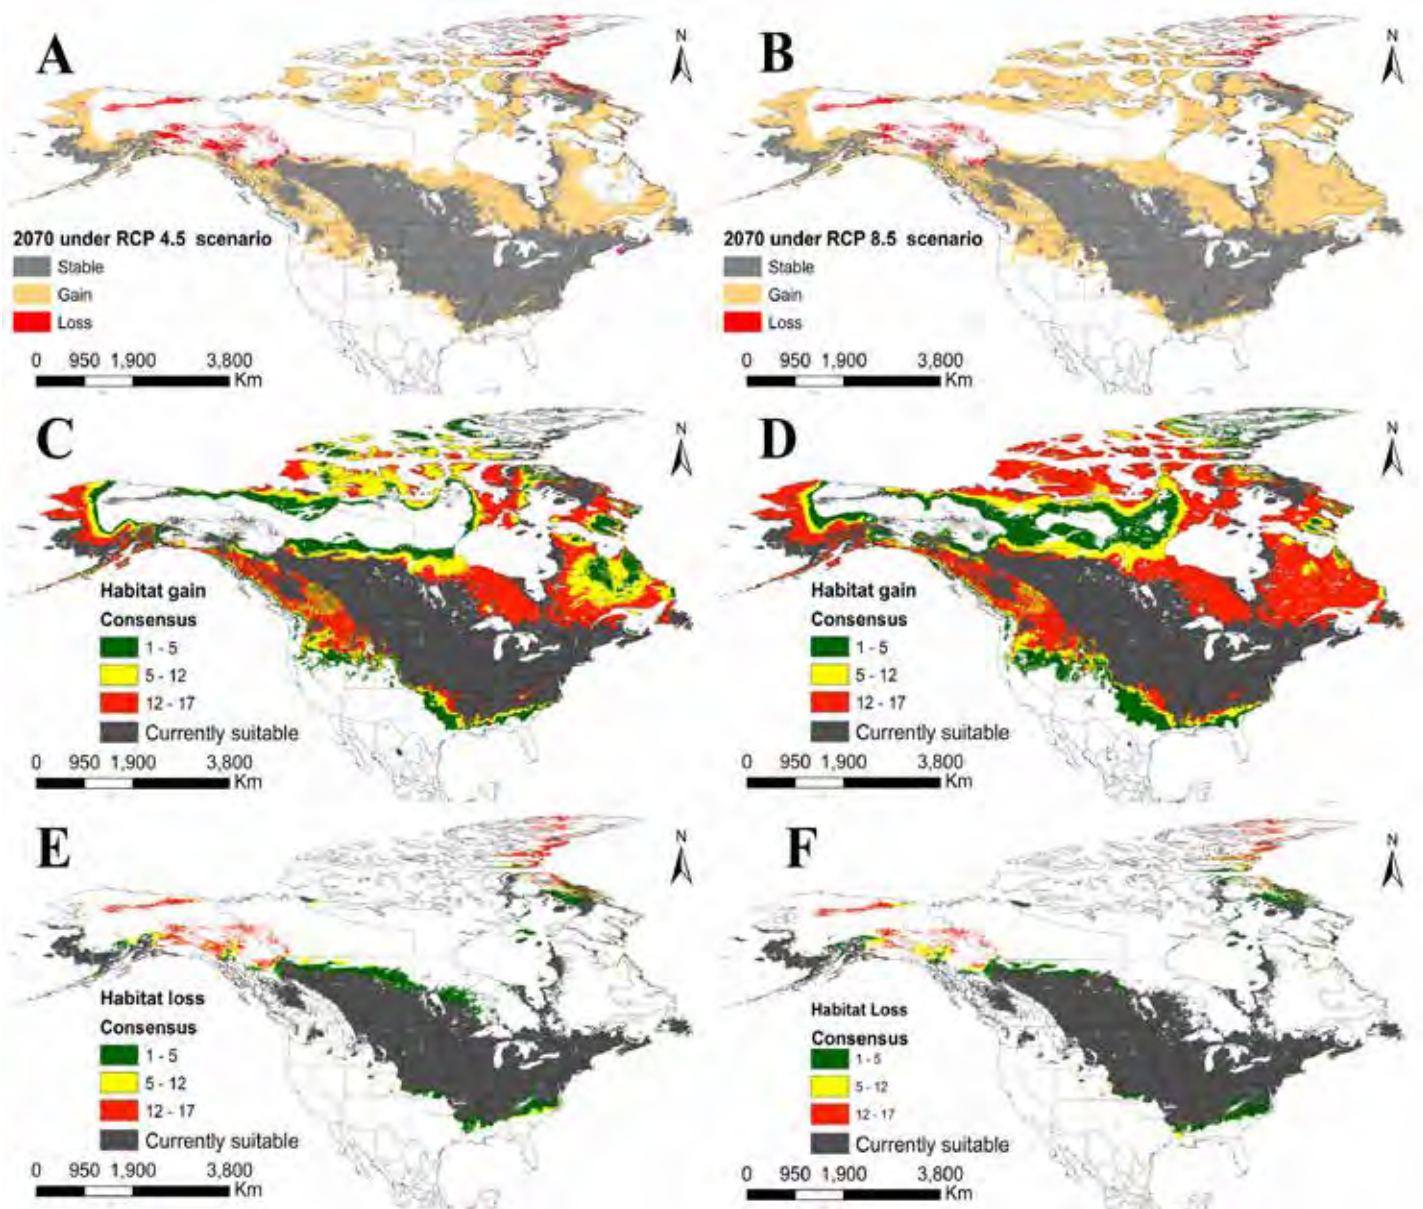 A
N
2070 under RCP 4.5 scenario
Stable
Gain
Loss
0 950 1,900 3,800
Km
B
N
2070 under RCP 8.5 scenario
Stable
Gain
Loss
0 950 1,900 3,800
Km
C
N
Habitat gain
Consensus
1 - 5
5 - 12
12 - 17
Currently suitable
0 950 1,900 3,800
Km
D
N
Habitat gain
Consensus
1 - 5
5 - 12
12 - 17
Currently suitable
0 950 1,900 3,800
Km
E
N
Habitat loss
Consensus
1 - 5
5 - 12
12 - 17
Currently suitable
0 950 1,900 3,800
Km
F
N
Habitat Loss
Consensus
1 - 5
5 - 12
12 - 17
Currently suitable
0 950 1,900 3,800
Km